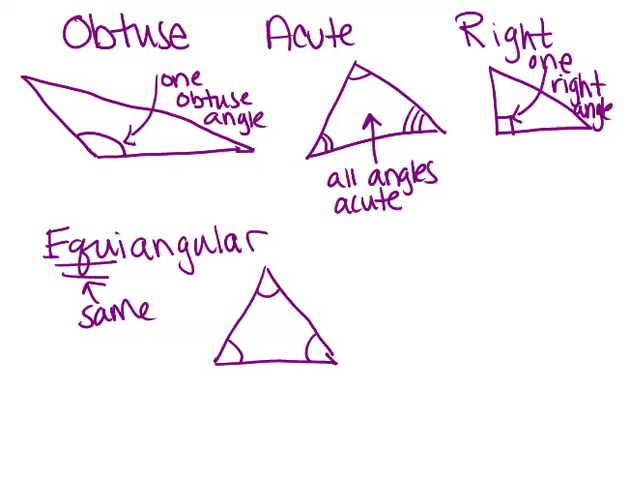 Obtuse
Acute
Right
one
obtuse
angle
all angles
acute
one
right
angle
Equiangular
same